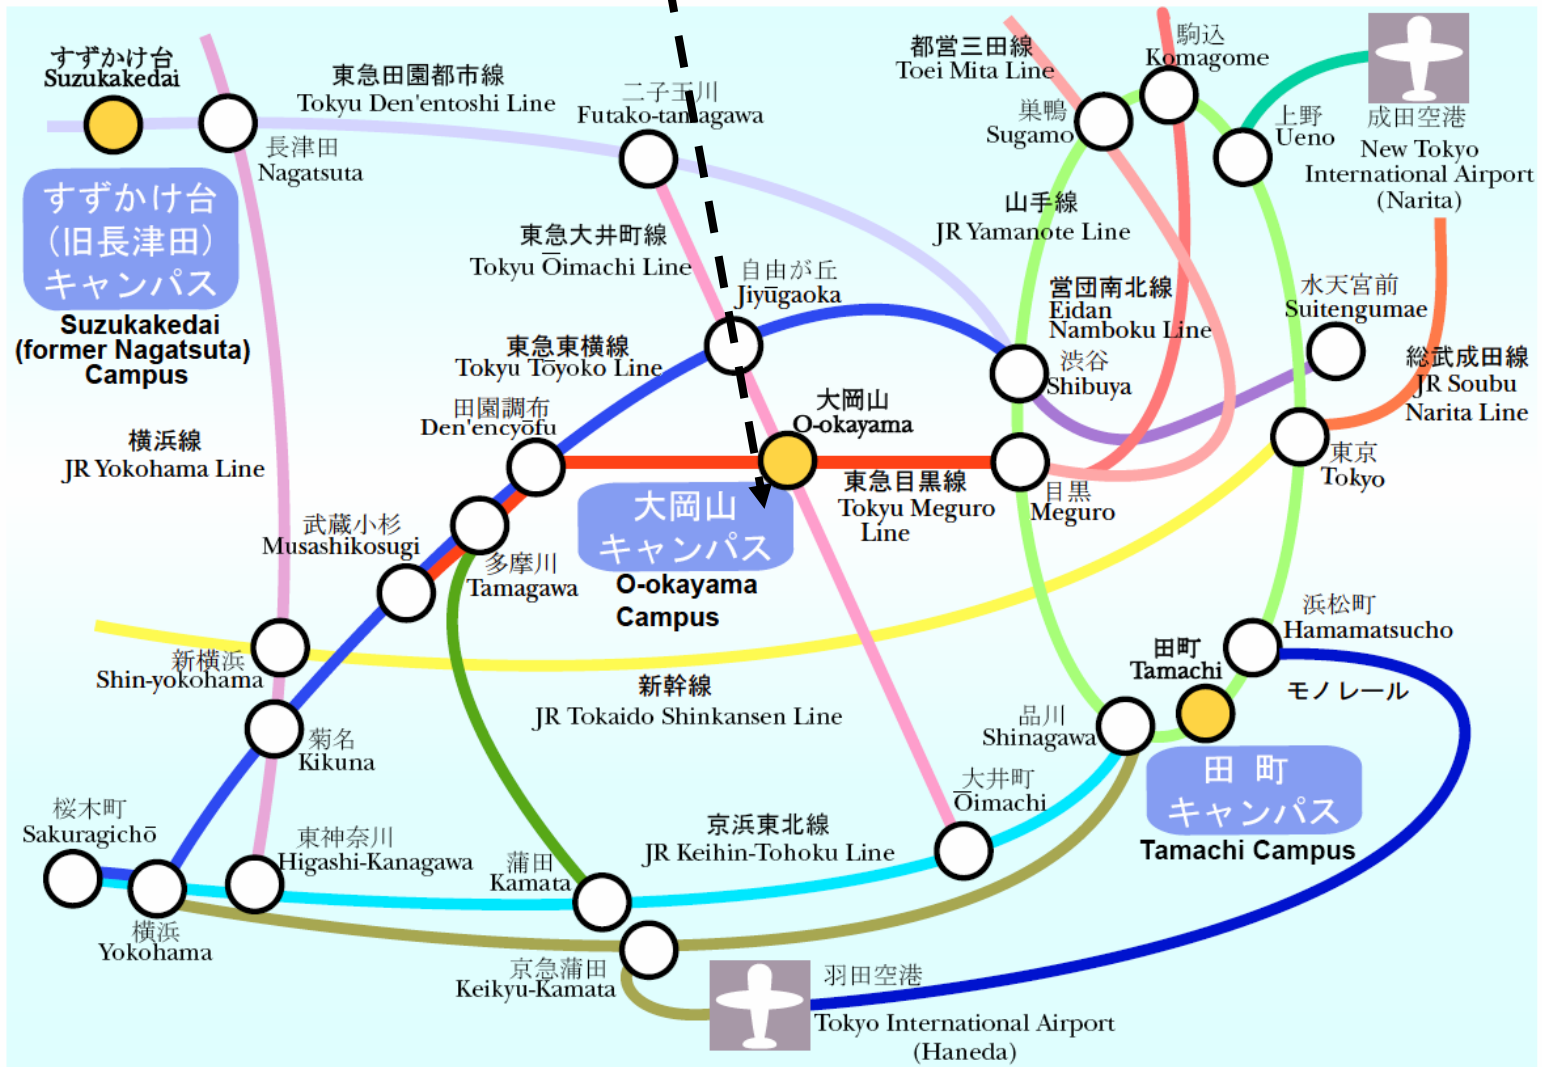 すずかけ台
Suzukakedai
東急田園都市線
Tokyu Den'entoshi Line
長津田
Nagatsuta
すずかけ台
（旧長津田）
キャンパス
Suzukakedai
(former Nagatsuta)
Campus
二子玉川
Futako-tamagawa
都営三田線
Toei Mita Line
駒込
Komagome
巣鴨
Sugamo
上野
Ueno
成田空港
New Tokyo
International Airport
(Narita)
山手線
JR Yamanote Line
東急大井町線
Tokyu Ōimachi Line
自由が丘
Jiyūgaoka
営団南北線
Eidan
Namboku Line
水天宮前
Suitengumae
東急東横線
Tokyu Tōyoko Line
渋谷
Shibuya
総武成田線
JR Soubu
Narita Line
田園調布
Den'encyōfu
大岡山
O-okayama
横浜線
JR Yokohama Line
東京
Tokyo
東急目黒線
Tokyu Meguro
Line
目黒
Meguro
大岡山
キャンパス
O-okayama
Campus
武蔵小杉
Musashikosugi
多摩川
Tamagawa
浜松町
Hamamatsucho
田町
Tamachi
モノレール
新横浜
Shin-yokohama
新幹線
JR Tokaido Shinkansen Line
品川
Shinagawa
菊名
Kikuna
田 町
キャンパス
Tamachi Campus
大井町
Ōimachi
桜木町
Sakuragichō
東神奈川
Higashi-Kanagawa
京浜東北線
JR Keihin-Tohoku Line
蒲田
Kamata
横浜
Yokohama
京急蒲田
Keikyu-Kamata
羽田空港
Tokyo International Airport
(Haneda)